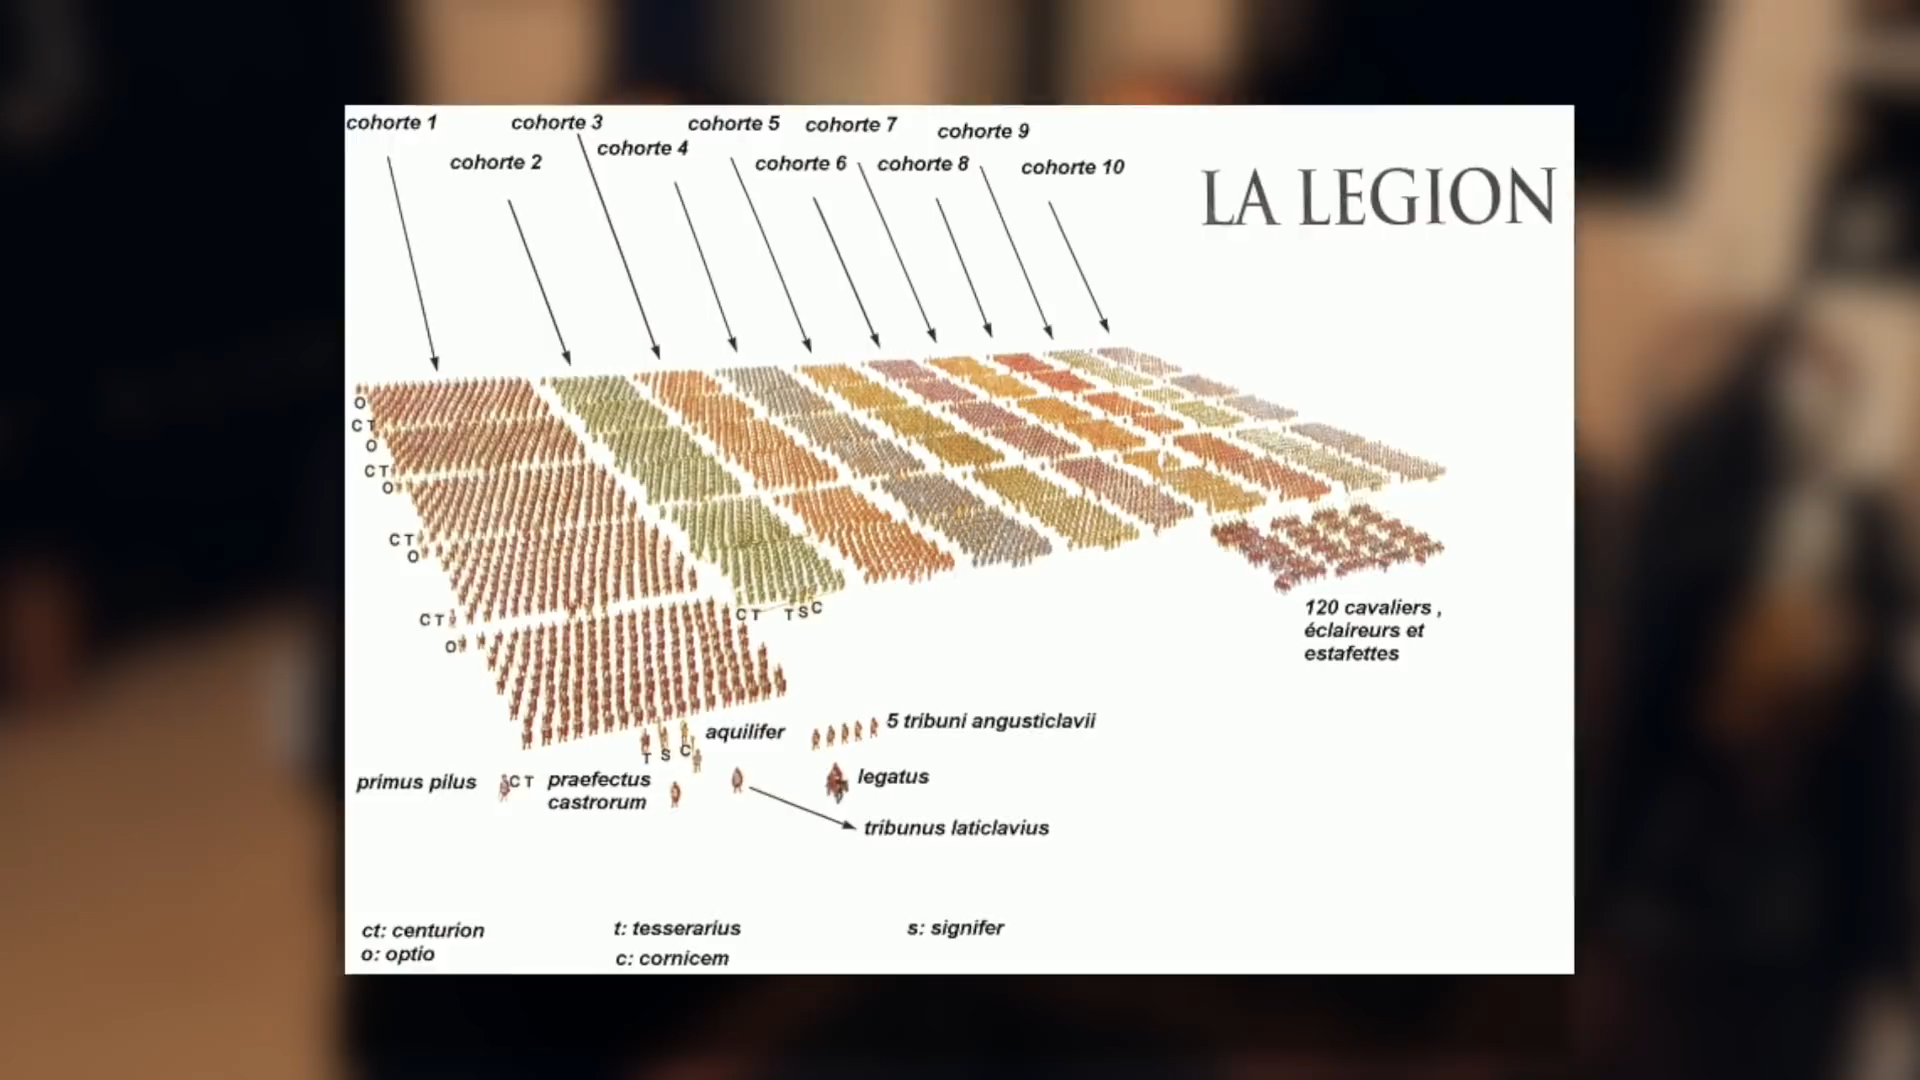 cohorte 1
cohorte 2
cohorte 3
cohorte 4
cohorte 5
cohorte 6
cohorte 7
cohorte 8
cohorte 9
cohorte 10
LA LEGION
O
C T
O
C T
O
C T
O
C T
O
C T T S C
120 cavaliers ,
éclaireurs et
estafettes
T S C
aquilifer
5 tribuni angusticlavii
primus pilus
C T
praefectus
castrorum
legatus
tribunus laticlavius
ct: centurion
o: optio
t: tesserarius
c: cornicem
s: signifer